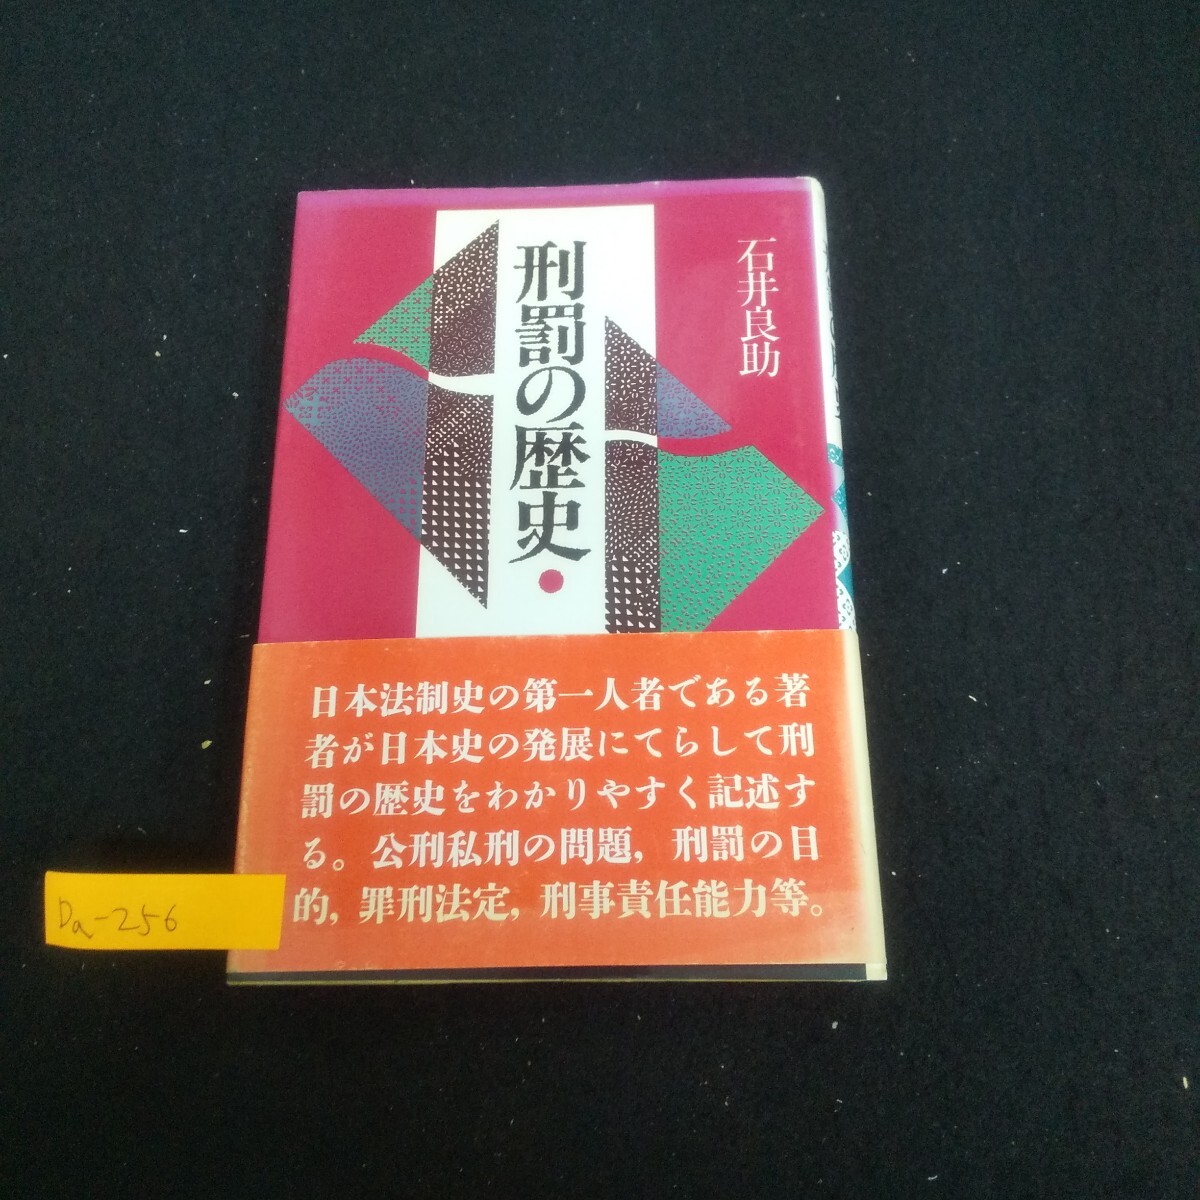 石井良助
刑罰の歴史
日本法制史の第一人者である著
者が日本史の発展にてらして刑
罰の歴史をわかりやすく記述す
る。公刑私刑の問題，刑罰の目
的，罪刑法定，刑事責任能力等。
Da-256